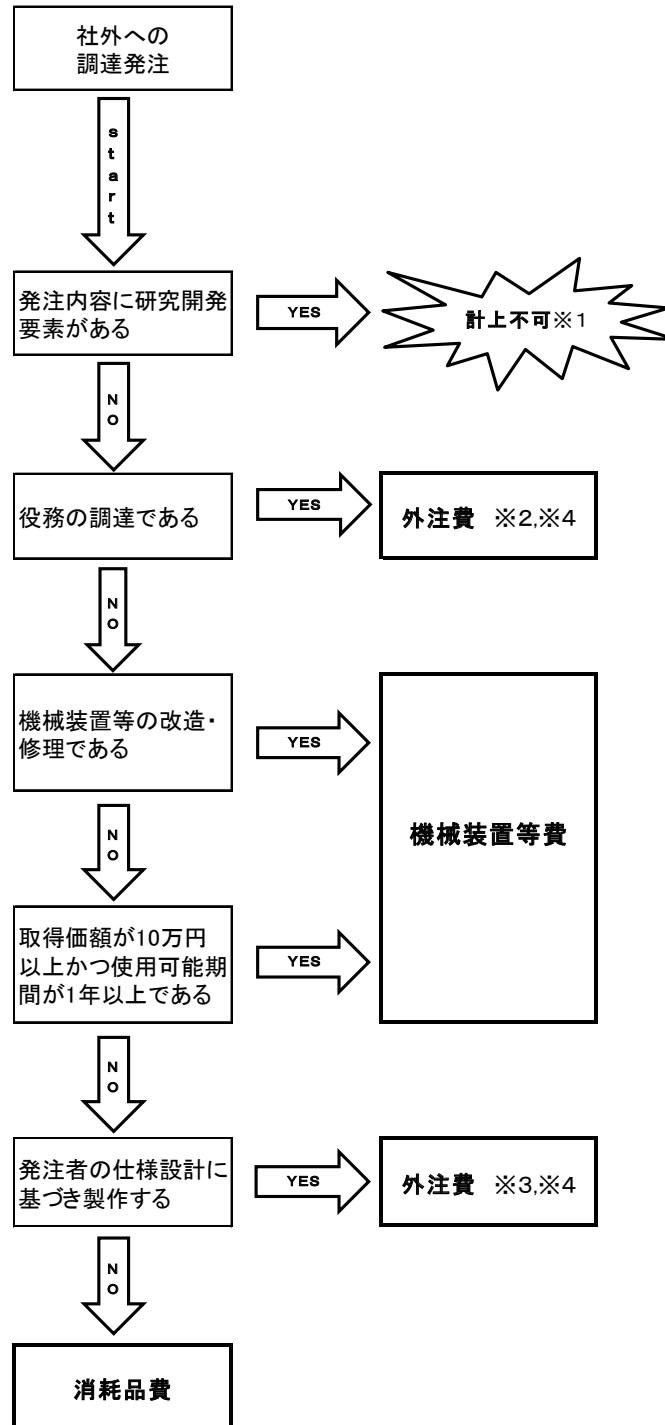 社外への
調達発注
start
発注内容に研究開発
要素がある
YES
計上不可※1
NO
役務の調達である
YES
外注費 ※2,※4
NO
機械装置等の改造・
修理である
YES
機械装置等費
NO
取得価額が10万円
以上かつ使用可能期
間が1年以上である
YES
NO
発注者の仕様設計に
基づき製作する
YES
外注費 ※3,※4
NO
消耗品費